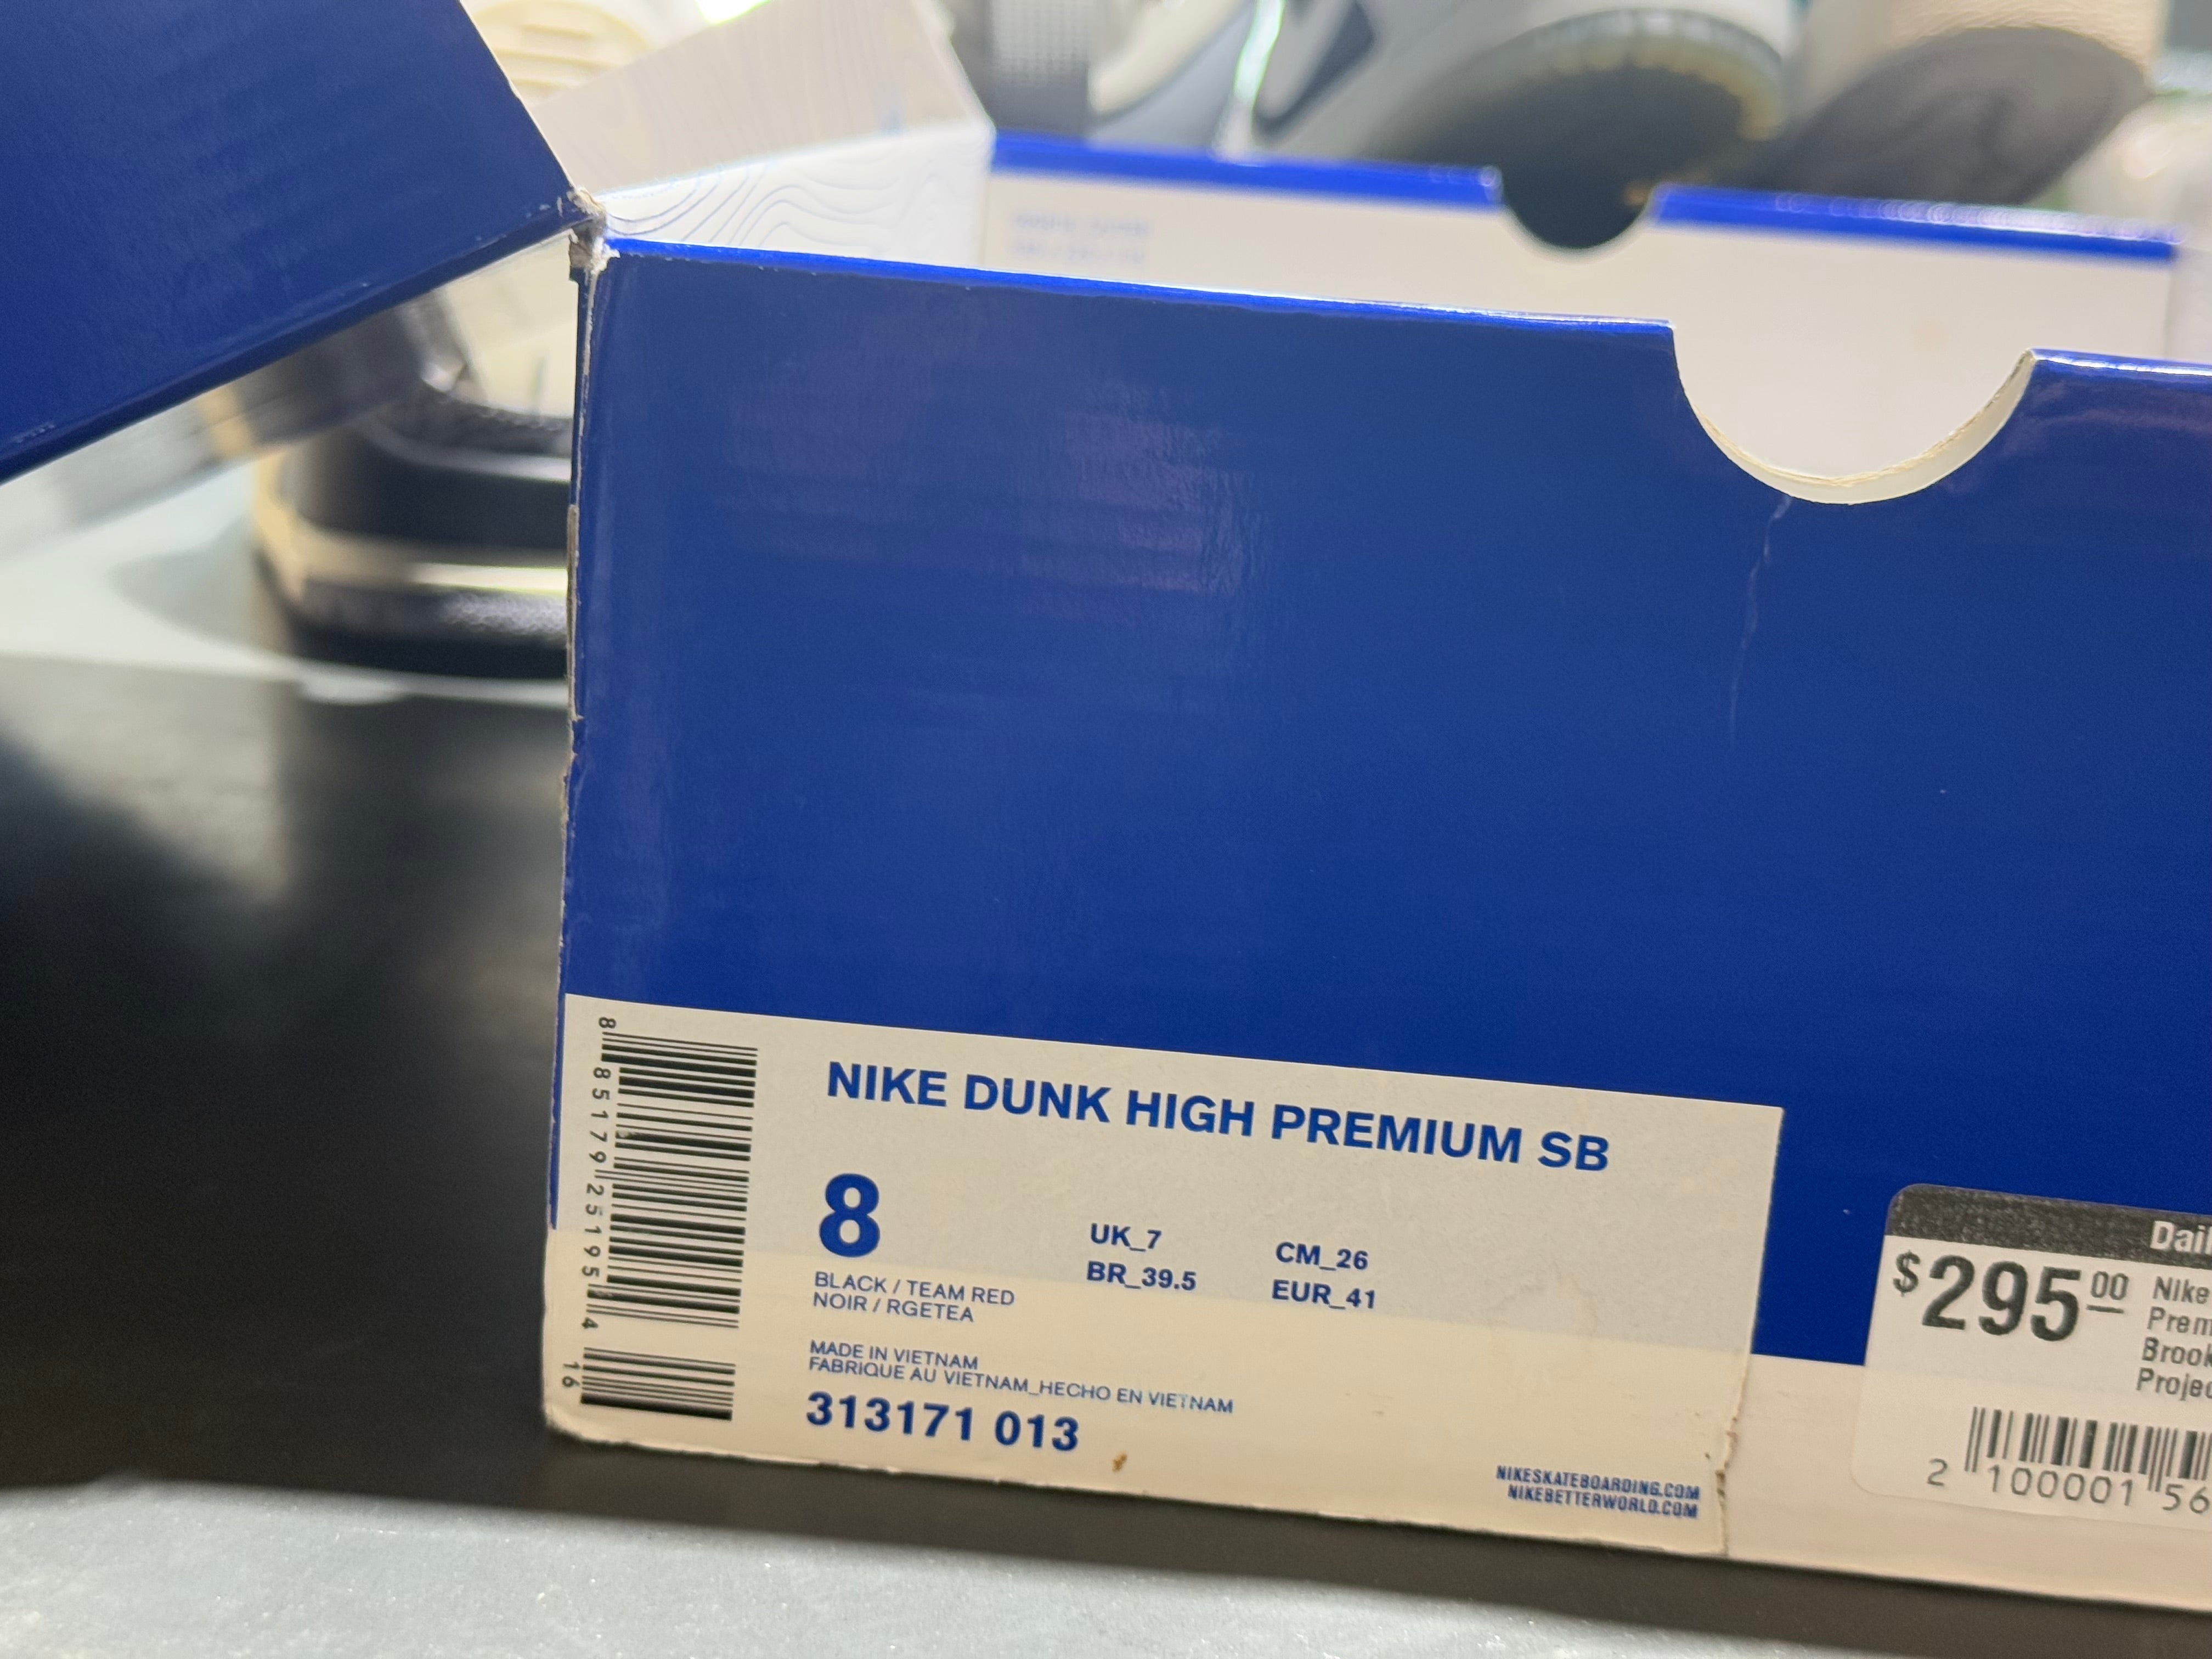 NIKE DUNK HIGH PREMIUM SB
8
UK_7
CM_26
BR_39.5
EUR_41
BLACK / TEAM RED
NOIR / RGETEA
MADE IN VIETNAM
FABRIQUE AU VIETNAM_HECHO EN VIETNAM
313171 013
NIKESKATEBOARDING.COM
NIKEBETTERWORLD.COM
8 85179 25195 4
16
$295.00
Nike
2 100001 56